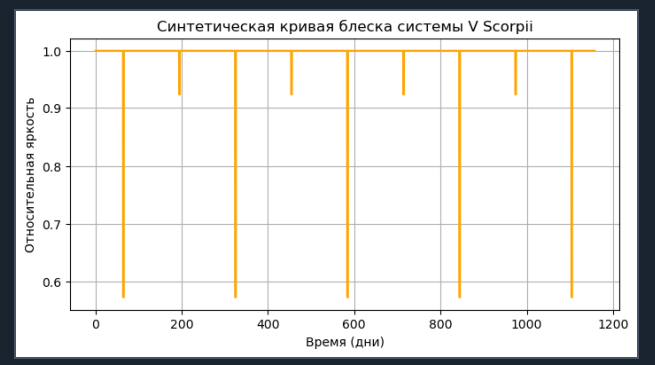 Синтетическая кривая блеска системы V Scorpii
1.0
0.9
0.8
0.7
0.6
Относительная яркость
0 200 400 600 800 1000 1200
Время (дни)